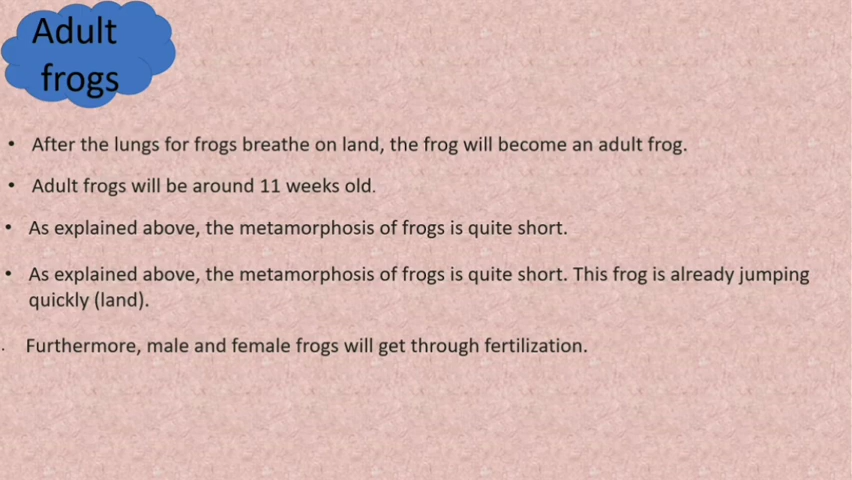 Adult
frogs
• After the lungs for frogs breathe on land, the frog will become an adult frog.
• Adult frogs will be around 11 weeks old.
• As explained above, the metamorphosis of frogs is quite short.
• As explained above, the metamorphosis of frogs is quite short. This frog is already jumping
quickly (land).
. Furthermore, male and female frogs will get through fertilization.